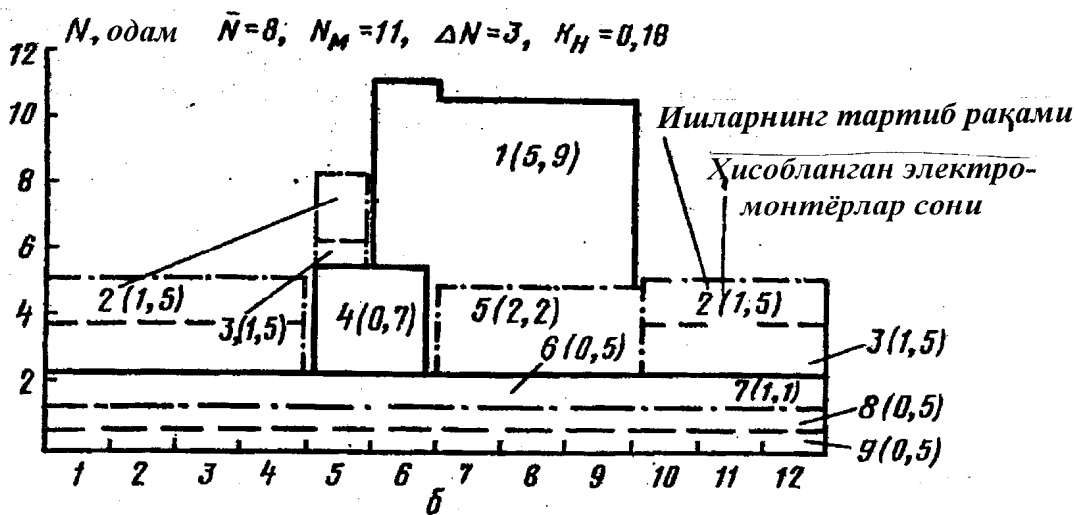 N, одам N̄=8; Nм=11, ΔN=3, Kн=0,18
12
10
8
6
4
2
Ишларнинг тартиб рақами
Ҳисобланган электро-
монтёрлар сони
1(5,9)
2(1,5)
3,(1,5)
4(0,7)
5(2,2)
2(1,5)
6(0,5)
3(1,5)
7(1,1)
8(0,5)
9(0,5)
1 2 3 4 5 6 7 8 9 10 11 12
б